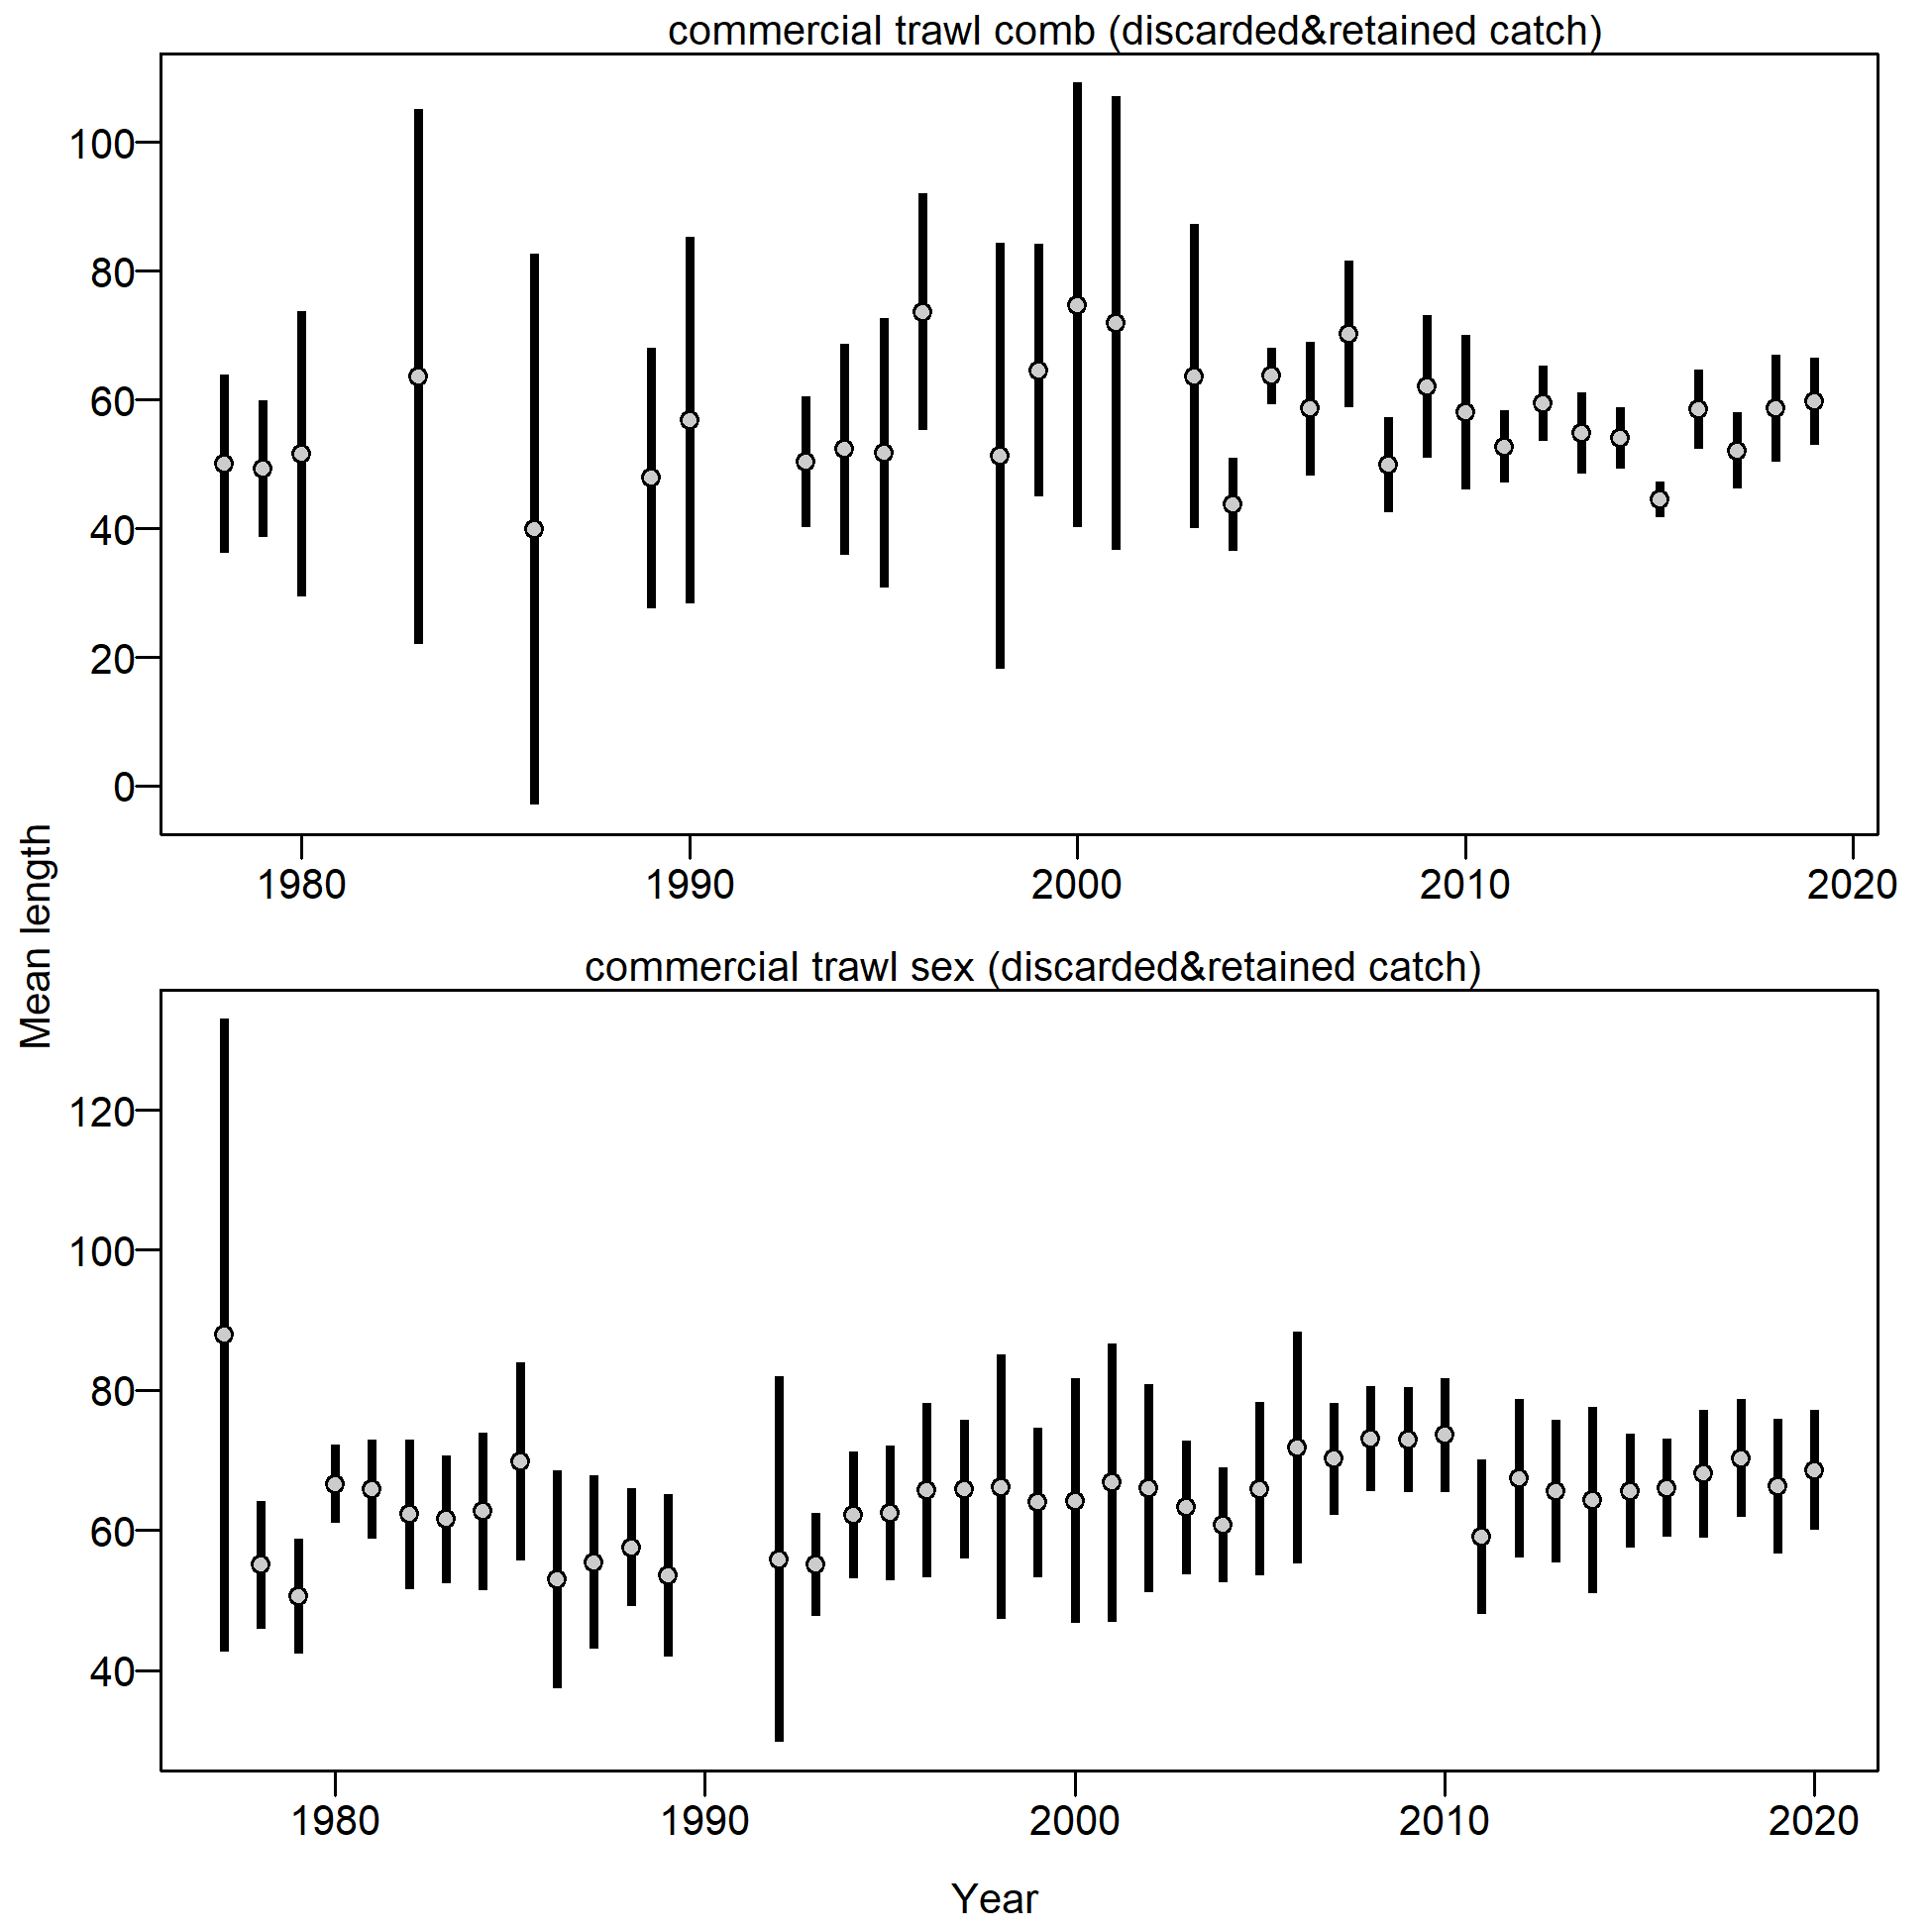 commercial trawl comb (discarded&retained catch)
100
80
60
40
20
0
1980 1990 2000 2010 2020
Mean length
commercial trawl sex (discarded&retained catch)
120
100
80
60
40
1980 1990 2000 2010 2020
Year